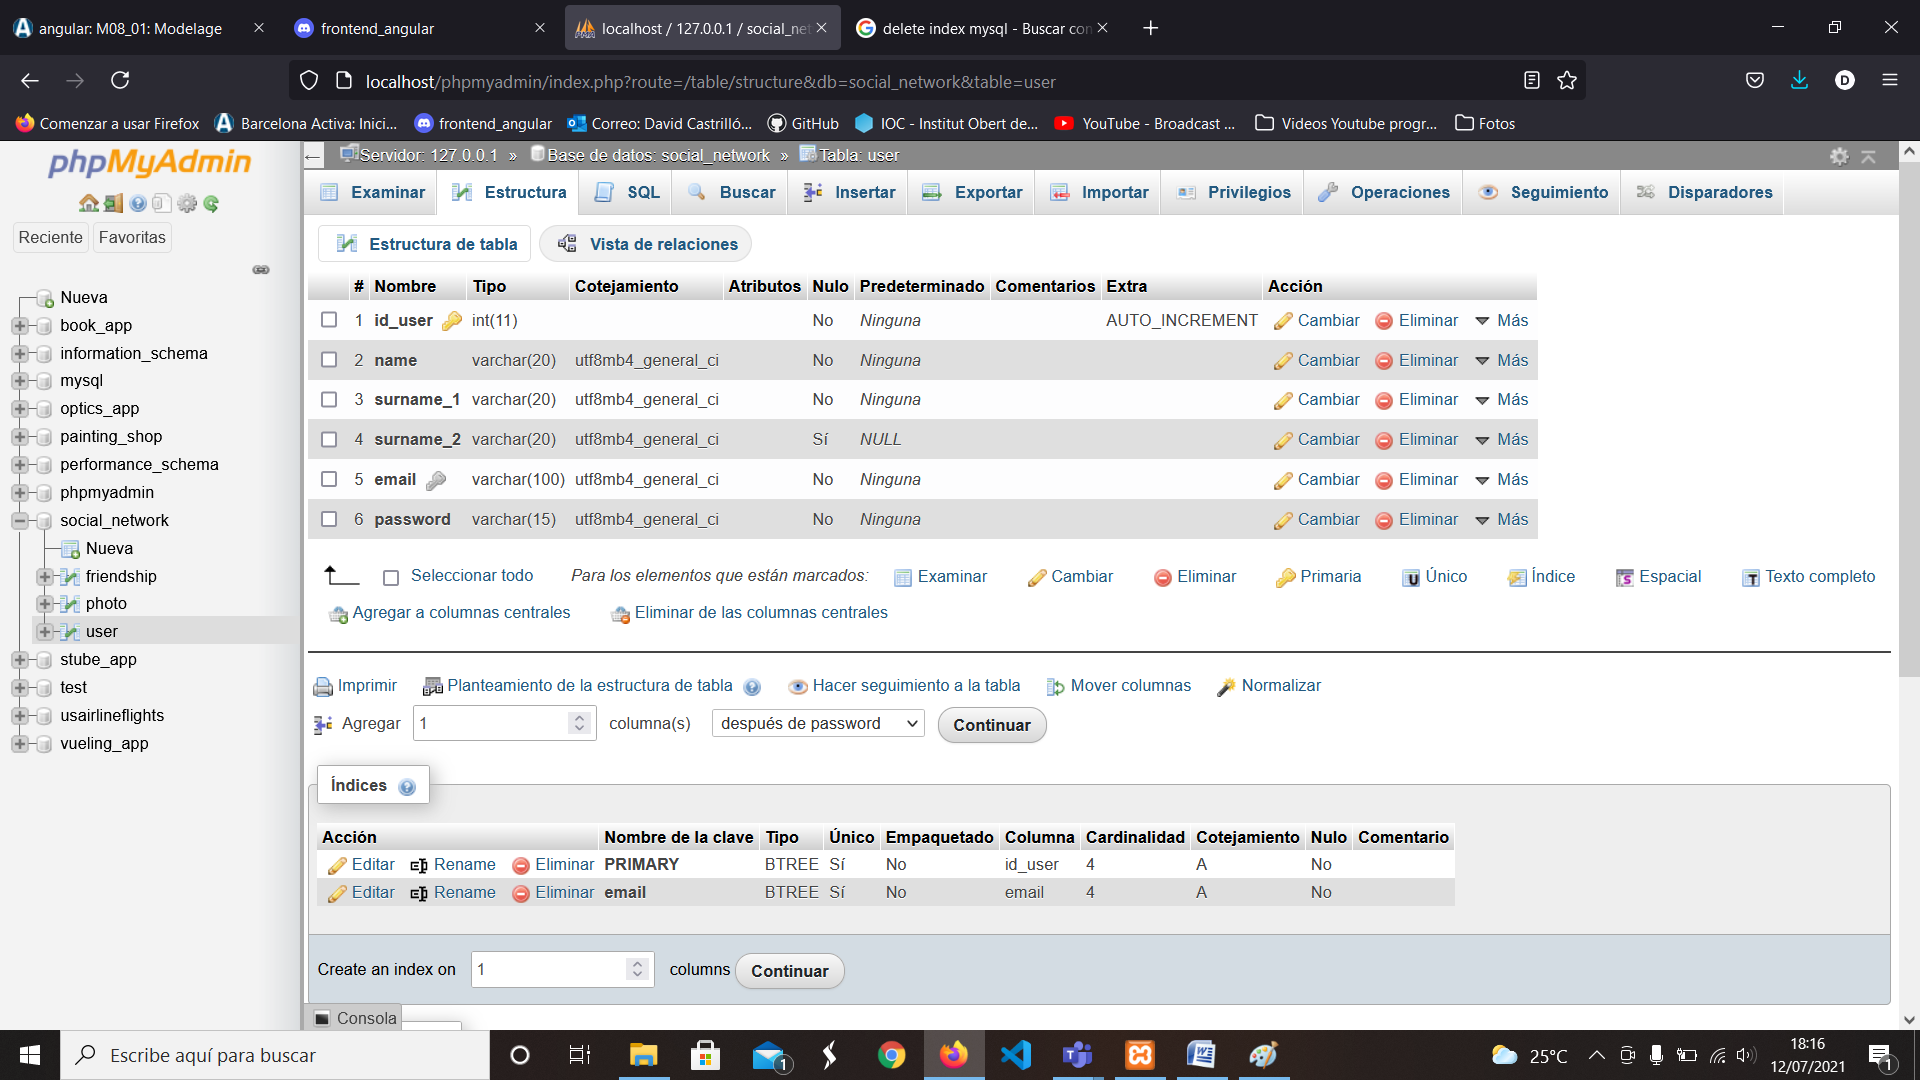 angular: M08_01: Modelage
frontend_angular
localhost / 127.0.0.1 / social_net
delete index mysql - Buscar con
localhost/phpmyadmin/index.php?route=/table/structure&db=social_network&table=user
D
Comenzar a usar Firefox
Barcelona Activa: Inici...
frontend_angular
Correo: David Castrilló...
GitHub
IOC - Institut Obert de...
YouTube - Broadcast ...
Videos Youtube progr...
Fotos
phpMyAdmin
Reciente Favoritas
Nueva
book_app
information_schema
mysql
optics_app
painting_shop
performance_schema
phpmyadmin
social_network
Nueva
friendship
photo
user
stube_app
test
usairlineflights
vueling_app
Servidor: 127.0.0.1 » Base de datos: social_network » Tabla: user
Examinar Estructura SQL Buscar Insertar Exportar Importar Privilegios Operaciones Seguimiento Disparadores
Estructura de tabla Vista de relaciones
# Nombre Tipo Cotejamiento Atributos Nulo Predeterminado Comentarios Extra Acción
1 id_user int(11) No Ninguna AUTO_INCREMENT Cambiar Eliminar Más
2 name varchar(20) utf8mb4_general_ci No Ninguna Cambiar Eliminar Más
3 surname_1 varchar(20) utf8mb4_general_ci No Ninguna Cambiar Eliminar Más
4 surname_2 varchar(20) utf8mb4_general_ci Sí NULL Cambiar Eliminar Más
5 email varchar(100) utf8mb4_general_ci No Ninguna Cambiar Eliminar Más
6 password varchar(15) utf8mb4_general_ci No Ninguna Cambiar Eliminar Más
Seleccionar todo Para los elementos que están marcados: Examinar Cambiar Eliminar Primaria Único Índice Espacial Texto completo
Agregar a columnas centrales Eliminar de las columnas centrales
Imprimir Planteamiento de la estructura de tabla Hacer seguimiento a la tabla Mover columnas Normalizar
Agregar 1 columna(s) después de password Continuar
Índices
Acción Nombre de la clave Tipo Único Empaquetado Columna Cardinalidad Cotejamiento Nulo Comentario
Editar Rename Eliminar PRIMARY BTREE Sí No id_user 4 A No
Editar Rename Eliminar email BTREE Sí No email 4 A No
Create an index on 1 columns Continuar
Consola
Escribe aquí para buscar
1
25°C
18:16
12/07/2021
1